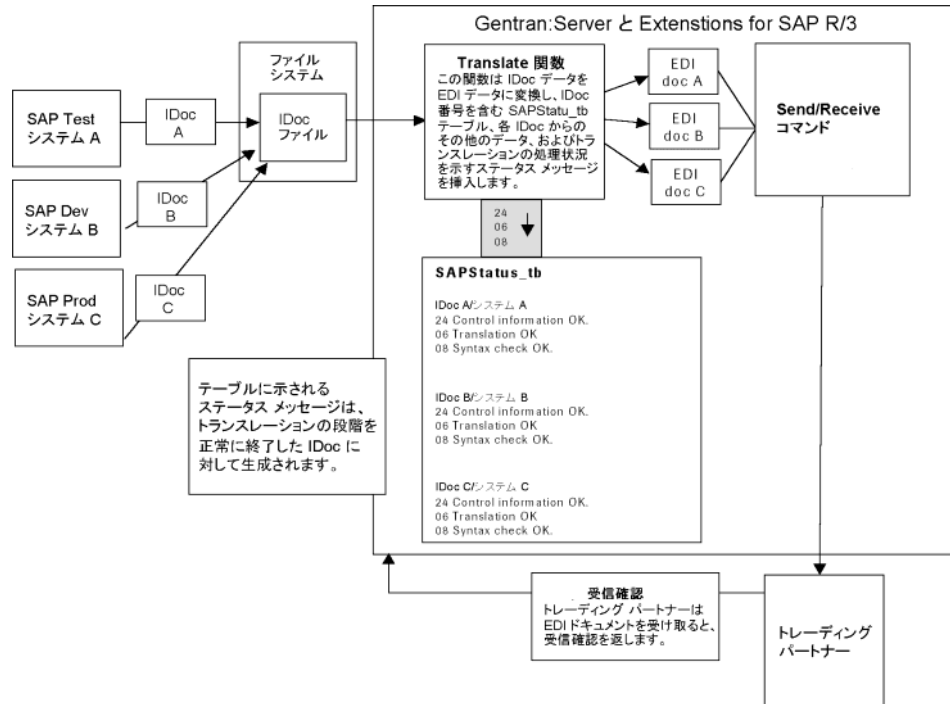 Gentran:Server と Extenstions for SAP R/3
ファイル
システム
IDoc
ファイル
SAP Test
システム A
IDoc
A
SAP Dev
システム B
IDoc
B
SAP Prod
システム C
IDoc
C
Translate 関数
この関数は IDoc データを
EDI データに変換し、IDoc
番号を含む SAPStatu_tb
テーブル、各 IDoc からの
その他のデータ、およびトラ
ンスレーションの処理状況
を示すステータス メッセージ
を挿入します。
EDI
doc A
EDI
doc B
EDI
doc C
Send/Receive
コマンド
24
06
08
SAPStatus_tb
IDoc A/システム A
24 Control information OK.
06 Translation OK
08 Syntax check OK.
IDoc B/システム B
24 Control information OK.
06 Translation OK
08 Syntax check OK.
IDoc C/システム C
24 Control information OK.
06 Translation OK
08 Syntax check OK.
テーブルに示される
ステータス メッセージは、
トランスレーションの段階を
正常に終了した IDoc に
対して生成されます。
受信確認
トレーディング パートナーは
EDI ドキュメントを受け取ると、
受信確認を返します。
トレーディング
パートナー